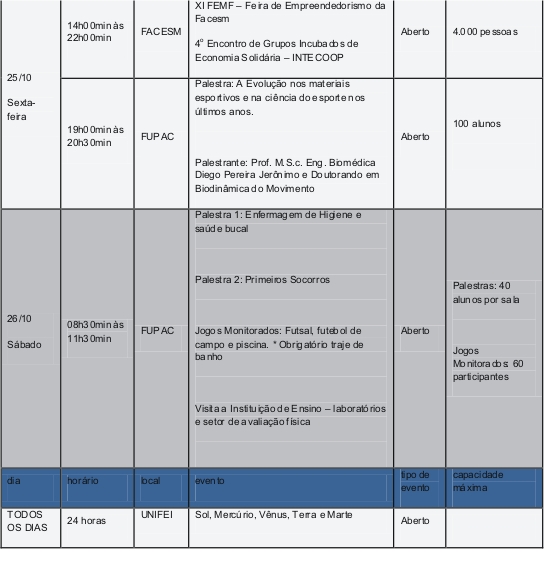 XI FEMF – Feira de Empreendedorismo da
Facesm
14h00min às
22h00min
FACESM
4º Encontro de Grupos Incubados de
Economia Solidária – INTECOOP
Aberto
4.000 pessoas
25/10
Sexta-
feira
19h00min às
20h30min
FUPAC
Palestra: A Evolução nos materiais
esportivos e na ciência do esporte nos
últimos anos.
Palestrante: Prof. M.S.c. Eng. Biomédica
Diego Pereira Jerônimo e Doutorando em
Biodinâmica do Movimento
Aberto
100 alunos
26/10
Sábado
08h30min às
11h30min
FUPAC
Palestra 1: Enfermagem de Higiene e
saúde bucal
Palestra 2: Primeiros Socorros
Jogos Monitorados: Futsal, futebol de
campo e piscina. * Obrigatório traje de
banho
Visita a Instituição de Ensino – laboratórios
e setor de avaliação física
Aberto
Palestras: 40
alunos por sala
Jogos
Monitorados: 60
participantes
dia
horário
local
evento
tipo de
evento
capacidade
máxima
TODOS
OS DIAS
24 horas
UNIFEI
Sol, Mercúrio, Vênus, Terra e Marte
Aberto